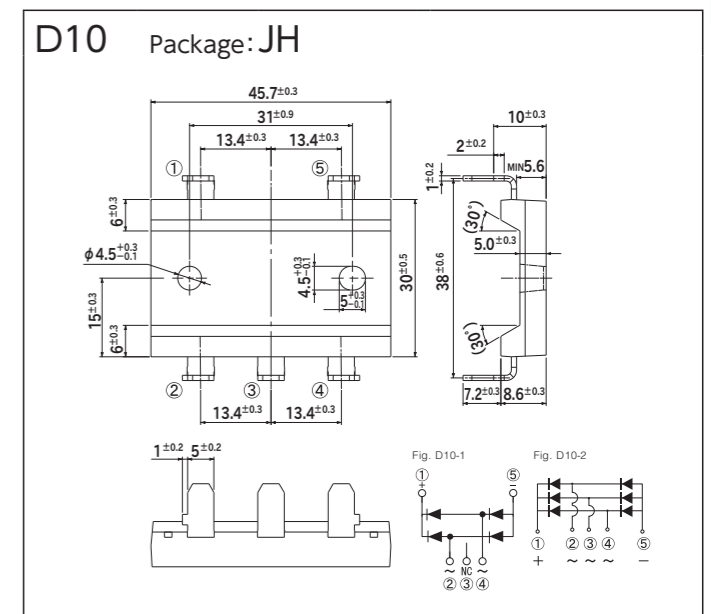 D10 Package: JH
45.7±0.3
31±0.9
13.4±0.3 13.4±0.3
① ⑤
6±0.3
φ4.5+0.3−0.1
15±0.3
6±0.3
4.5+0.3−0.1
5+0.3−0.1
30±0.5
② ③ ④
13.4±0.3 13.4±0.3
10±0.3
2±0.2
MIN5.6
1±0.2
(30°)
5.0±0.3
38±0.6
(30°)
7.2±0.3 8.6±0.3
1±0.2 5±0.2
Fig. D10-1
① ⑤
+ −
~ NC ~
② ③ ④
Fig. D10-2
① ② ③ ④ ⑤
+ ~ ~ ~ −